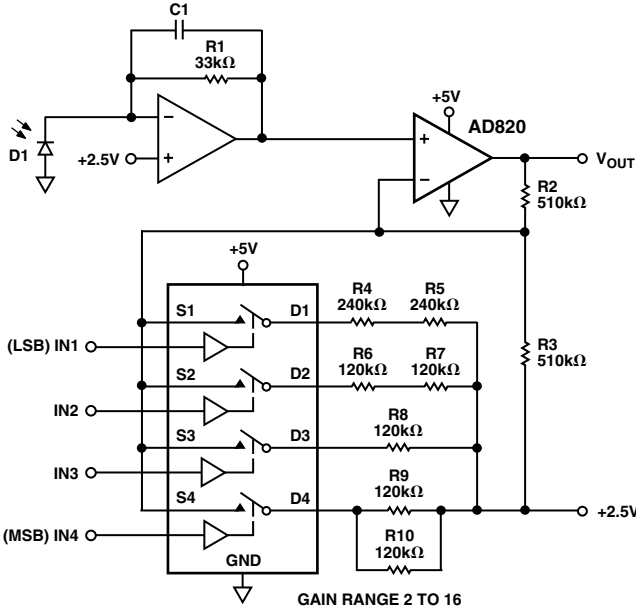 C1
R1
33kΩ
D1
+2.5V
−
+
+5V
AD820
+
−
VOUT
R2
510kΩ
+5V
S1
D1
R4
240kΩ
R5
240kΩ
(LSB) IN1
R3
510kΩ
S2
D2
R6
120kΩ
R7
120kΩ
IN2
S3
D3
R8
120kΩ
IN3
S4
D4
R9
120kΩ
+2.5V
(MSB) IN4
R10
120kΩ
GND
GAIN RANGE 2 TO 16